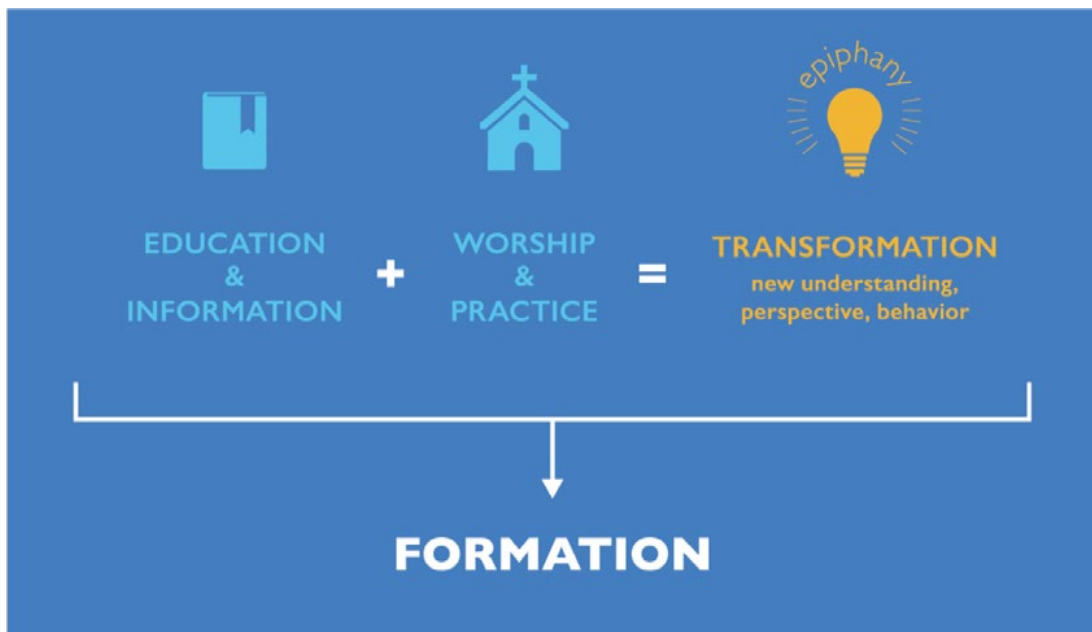 epiphany
EDUCATION
&
INFORMATION
+
WORSHIP
&
PRACTICE
=
TRANSFORMATION
new understanding,
perspective, behavior
FORMATION